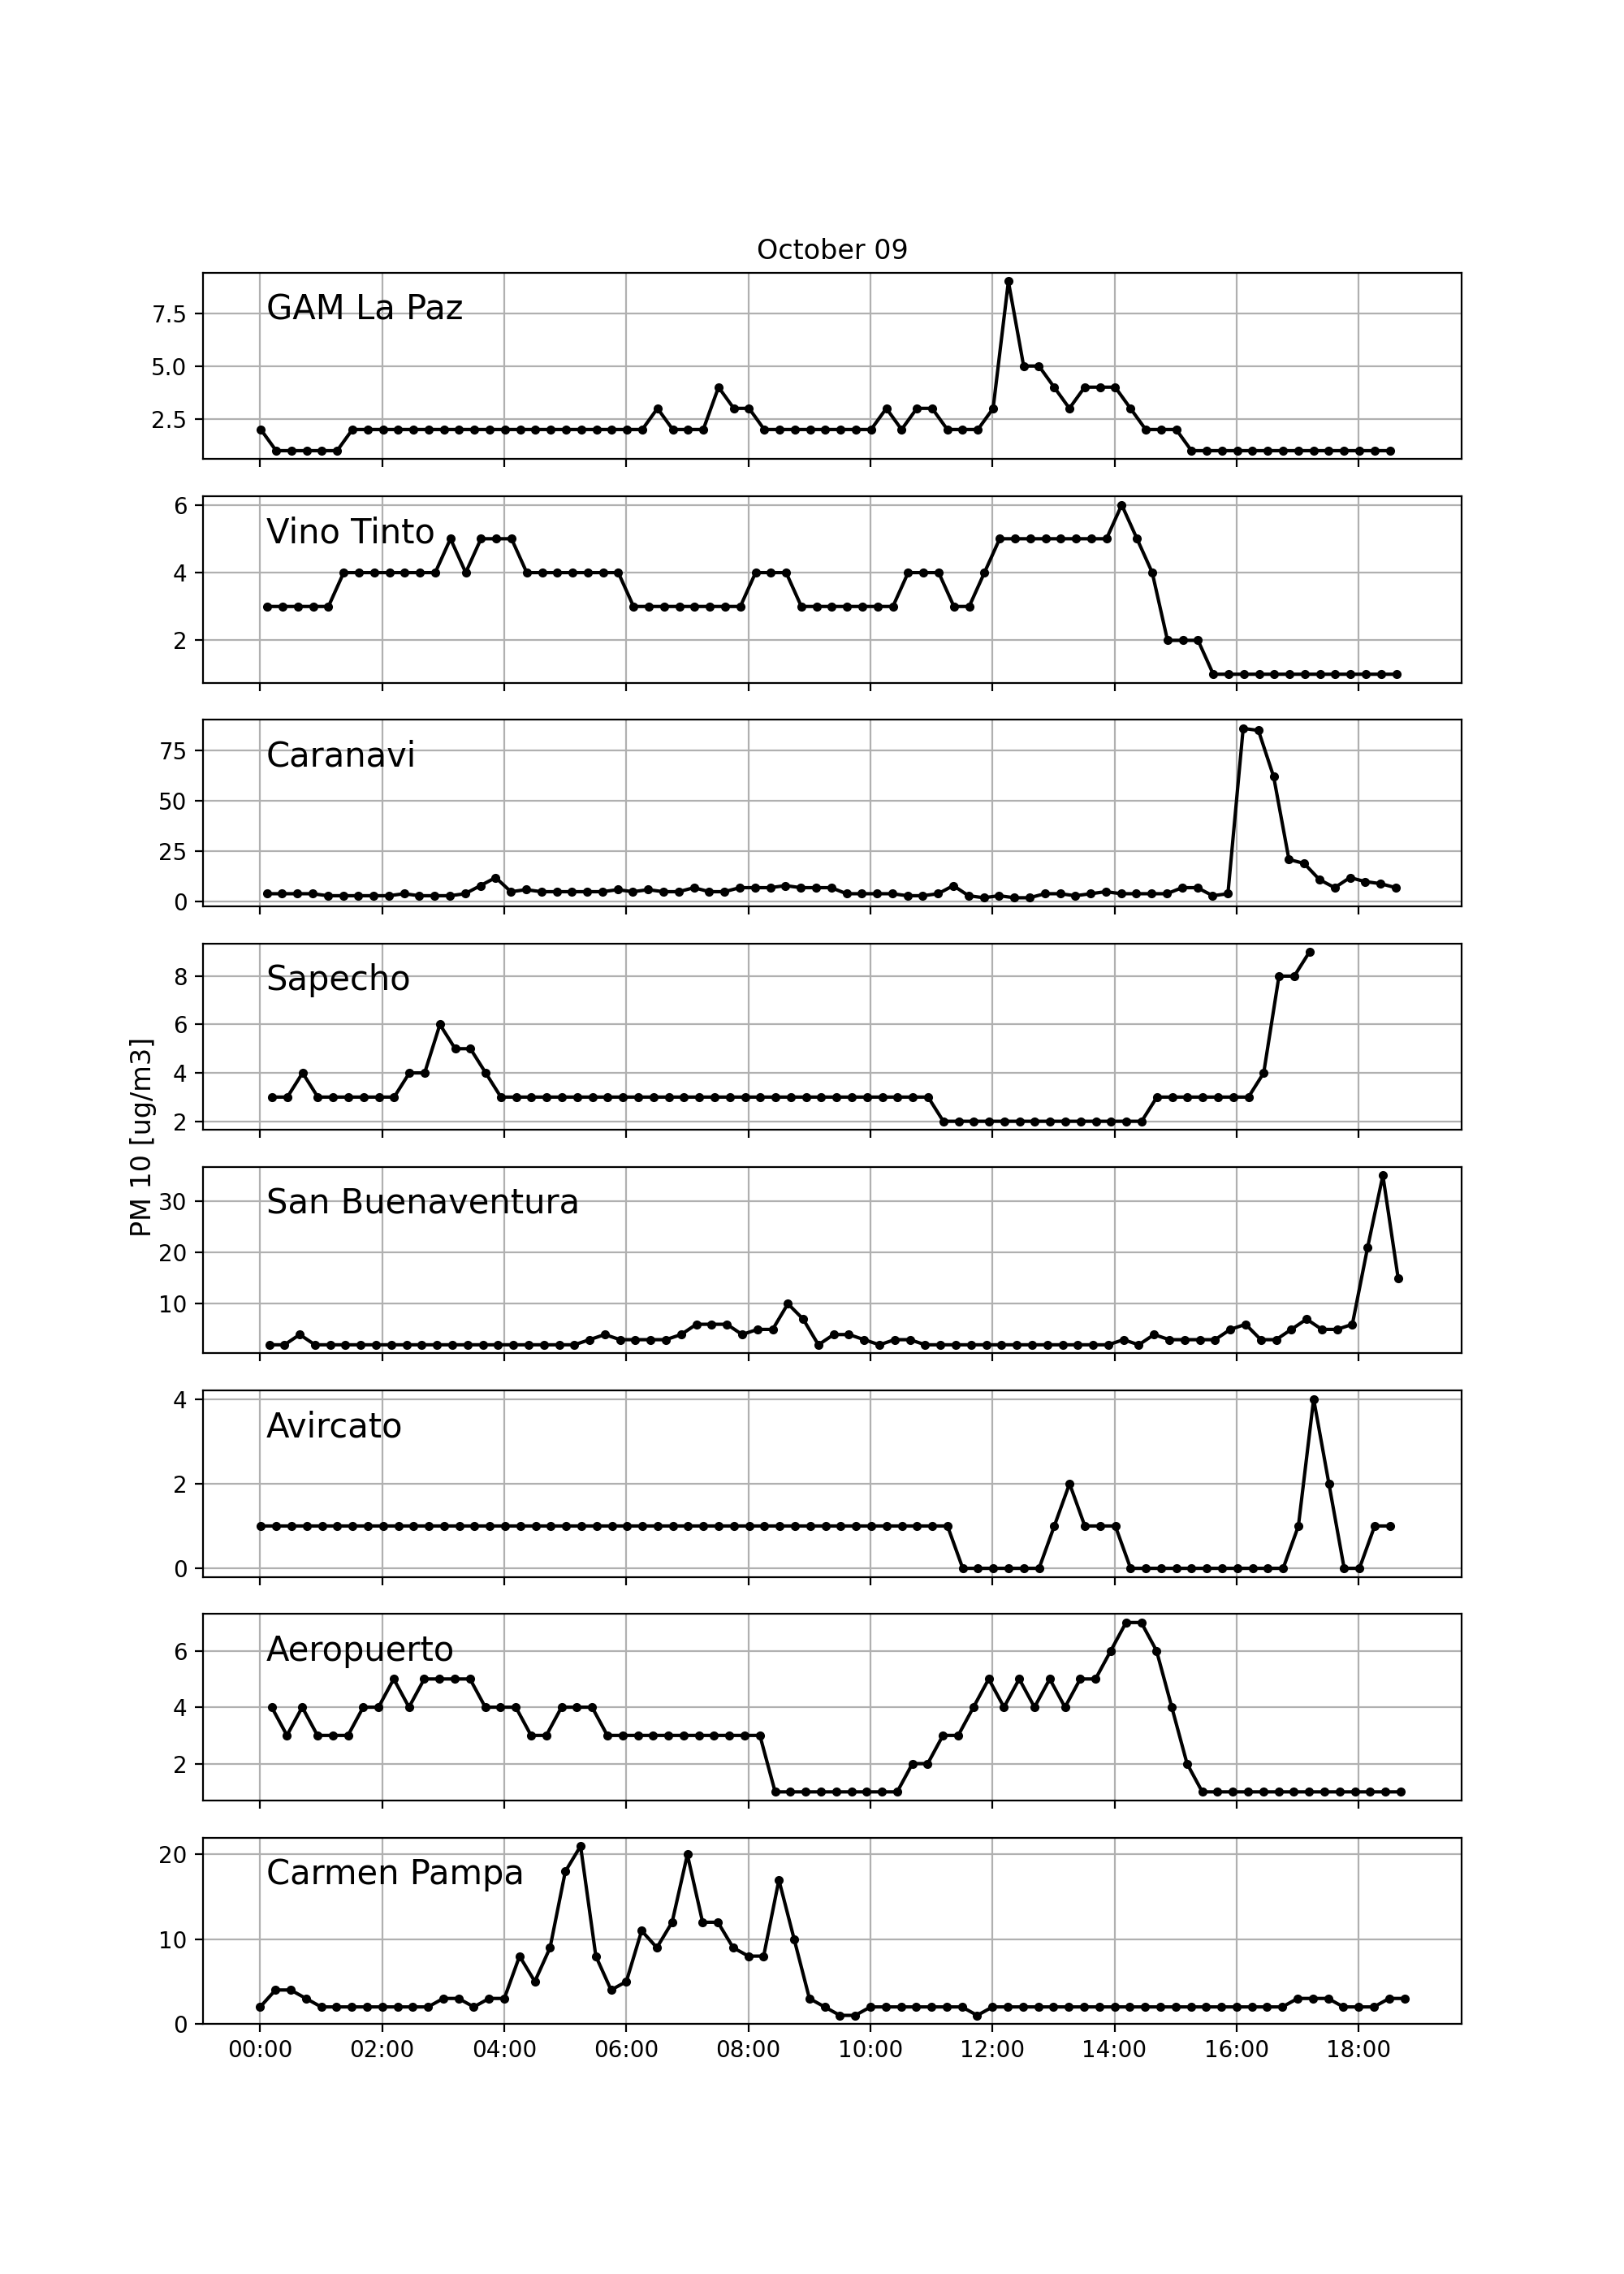 October 09
PM 10 [ug/m3]
GAM La Paz
7.5
5.0
2.5
Vino Tinto
6
4
2
Caranavi
75
50
25
0
Sapecho
8
6
4
2
San Buenaventura
30
20
10
Avircato
4
2
0
Aeropuerto
6
4
2
Carmen Pampa
20
10
0
00:00 02:00 04:00 06:00 08:00 10:00 12:00 14:00 16:00 18:00